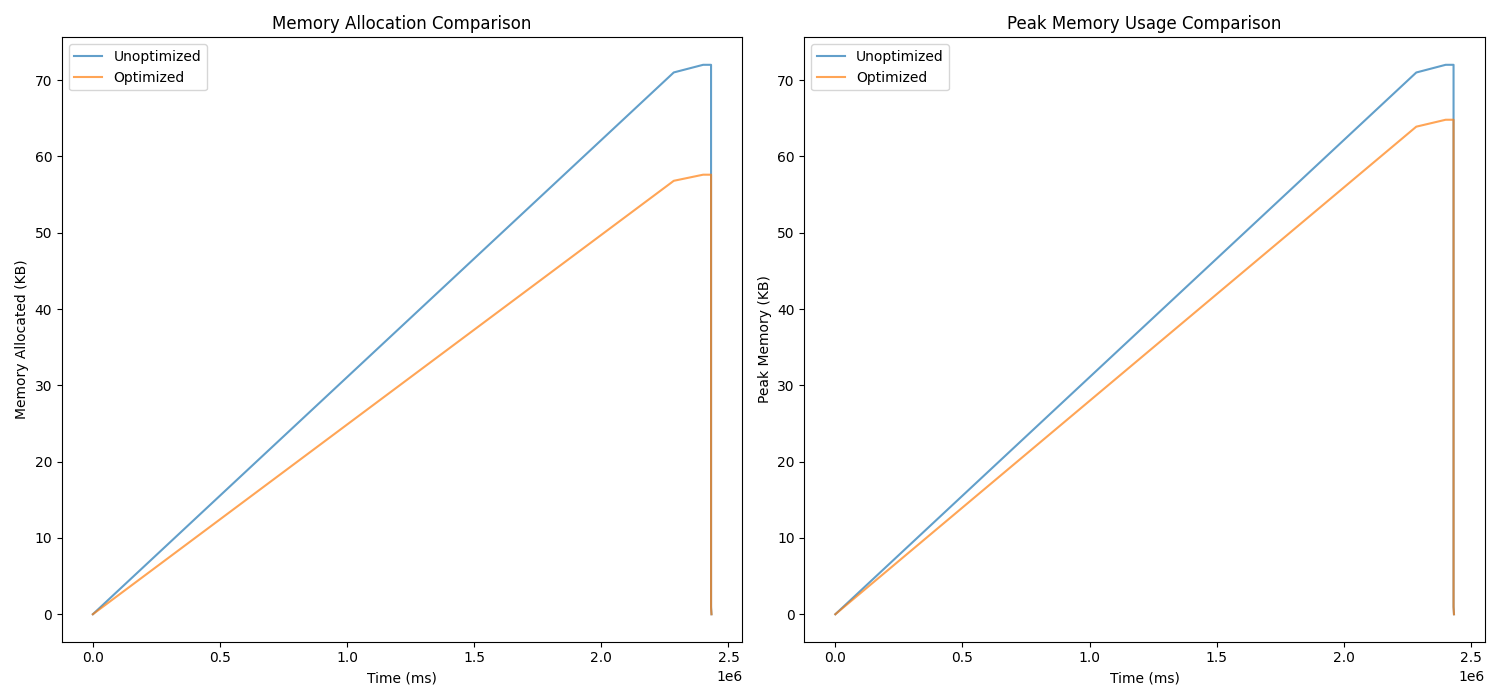 Memory Allocation Comparison
Unoptimized
Optimized
Memory Allocated (KB)
70
60
50
40
30
20
10
0
0.0 0.5 1.0 1.5 2.0 2.5
1e6
Time (ms)
Peak Memory Usage Comparison
Unoptimized
Optimized
Peak Memory (KB)
70
60
50
40
30
20
10
0
0.0 0.5 1.0 1.5 2.0 2.5
1e6
Time (ms)